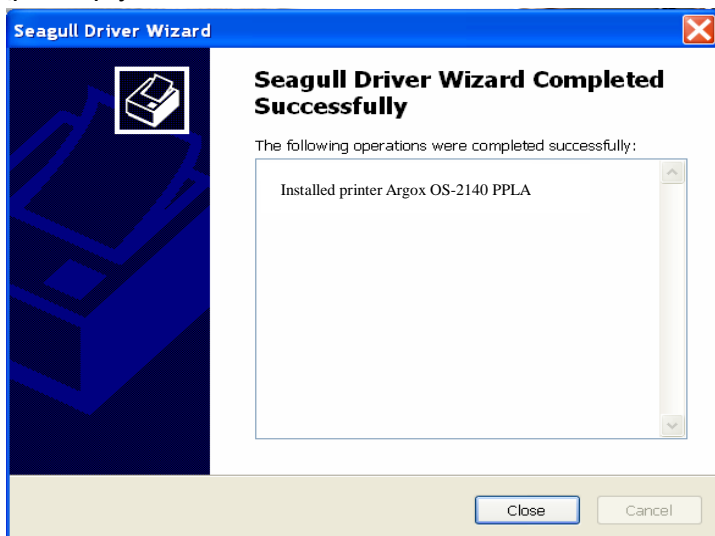 Seagull Driver Wizard
Seagull Driver Wizard Completed
Successfully
The following operations were completed successfully:
Installed printer Argox OS-2140 PPLA
Close
Cancel